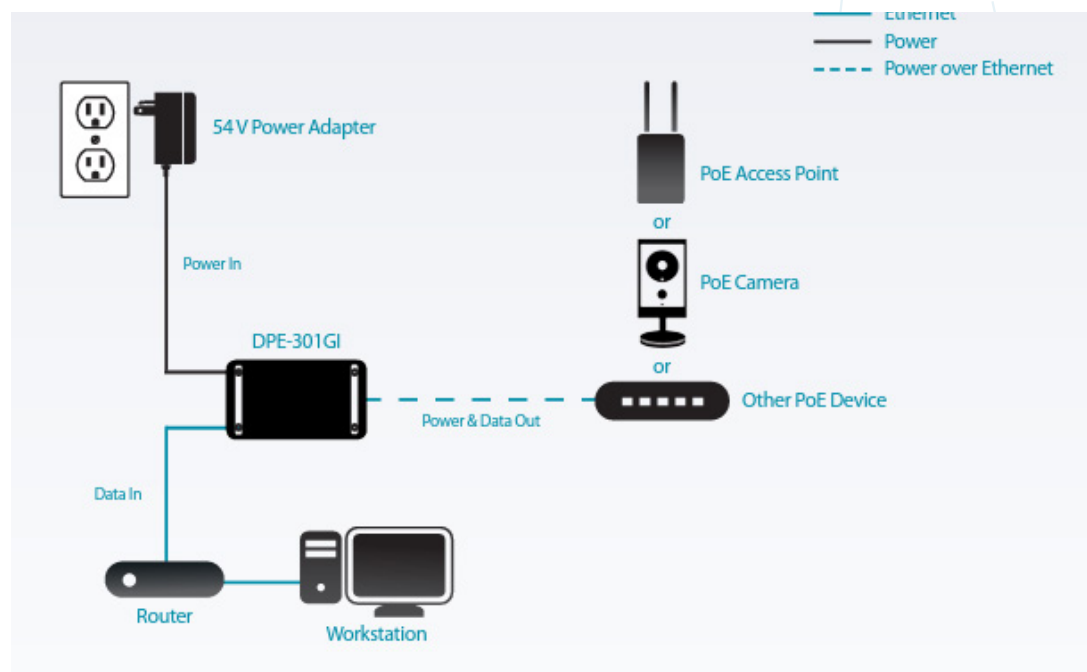 Ethernet
Power
Power over Ethernet
54 V Power Adapter
PoE Access Point
or
Power In
PoE Camera
DPE-301GI
or
Other PoE Device
Power & Data Out
Data In
Router
Workstation